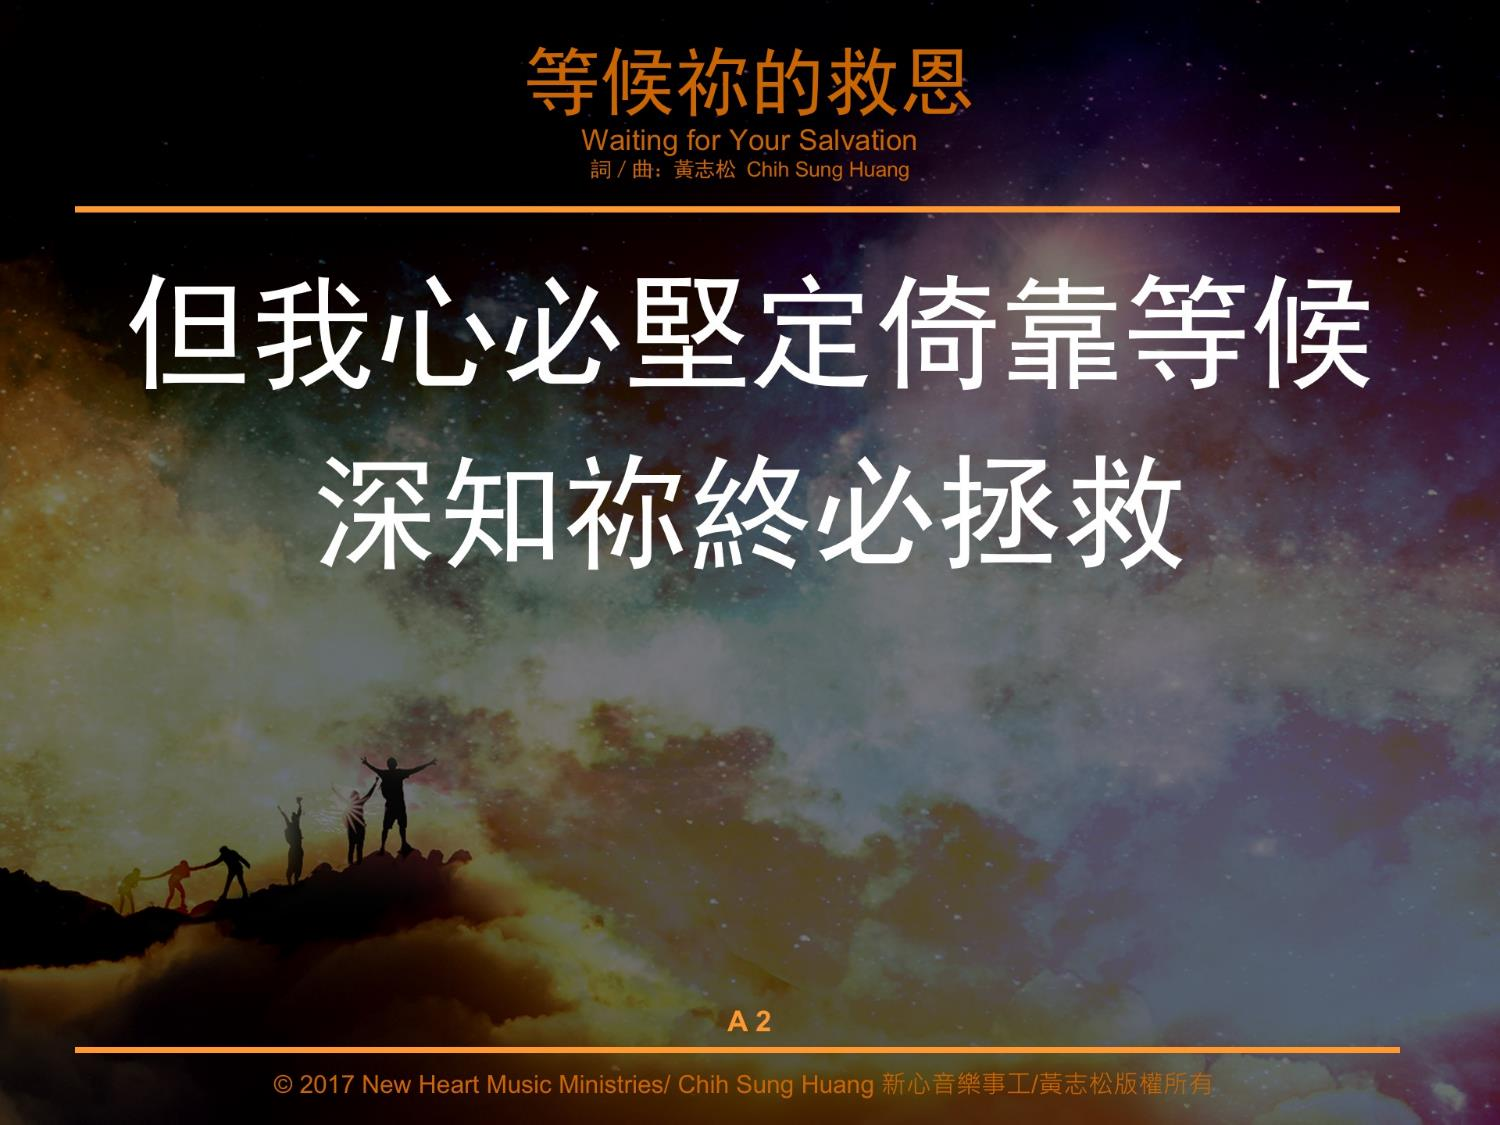 等候祢的救恩
Waiting for Your Salvation
詞 / 曲：黃志松 Chih Sung Huang
但我心必堅定倚靠等候
深知祢終必拯救
A 2
© 2017 New Heart Music Ministries/ Chih Sung Huang 新心音樂事工/黃志松版權所有